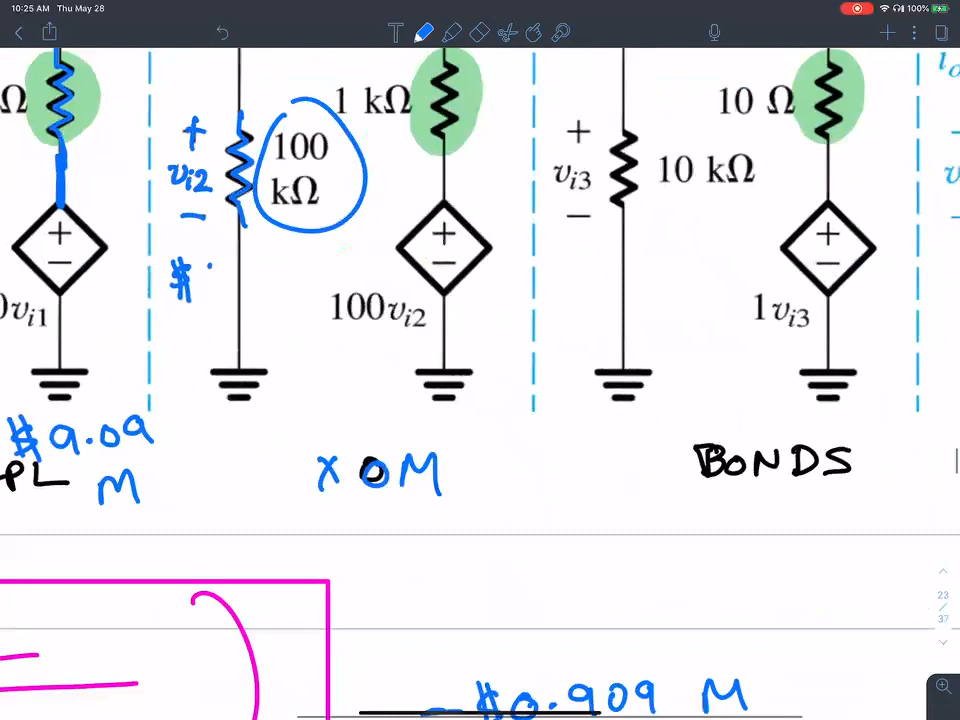 10:25 AM Thu May 28
100%
T
Ω
+
vi2
−
100
kΩ
1 kΩ
+
vi3
−
10 kΩ
10 Ω
+
−
0vi1
$
+
−
100vi2
+
−
1vi3
$9.09
M
PL
XOM
BONDS
23
/
37
- $0.909 M